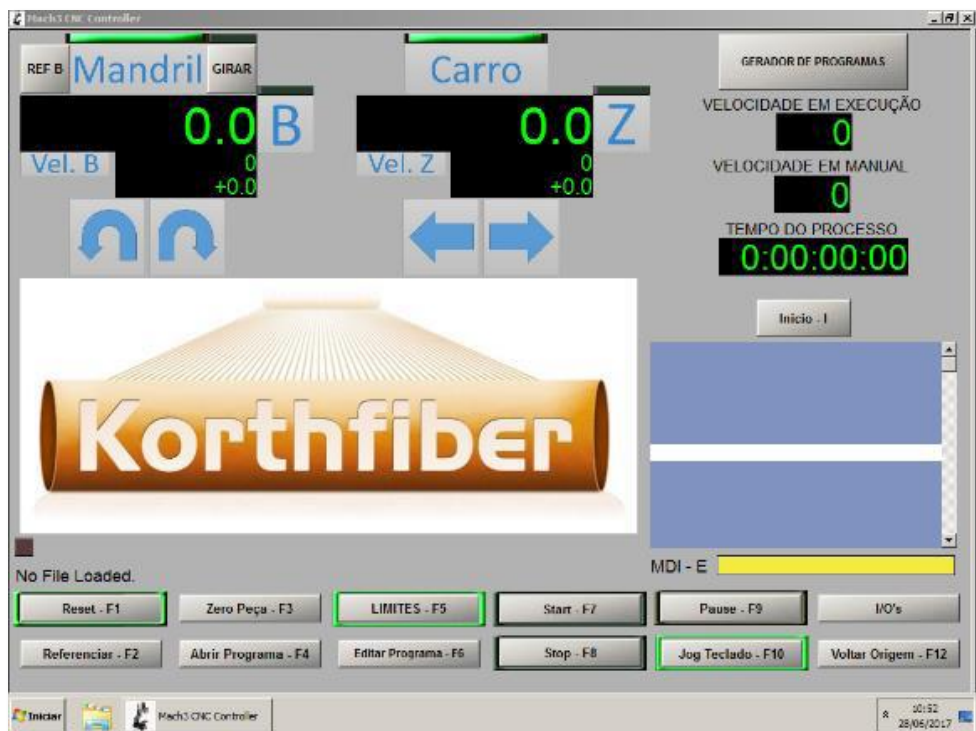 Mach3 CNC Controller
REF B
Mandril
GIRAR
Carro
GERADOR DE PROGRAMAS
0.0
B
0.0
Z
VELOCIDADE EM EXECUÇÃO
0
Vel. B
0
+0.0
Vel. Z
0
+0.0
VELOCIDADE EM MANUAL
0
TEMPO DO PROCESSO
0:00:00:00
Inicio - I
Korthfiber
No File Loaded.
MDI - E
Reset - F1
Zero Peça - F3
LIMITES - F5
Start - F7
Pause - F9
I/O's
Referenciar - F2
Abrir Programa - F4
Editar Programa - F6
Stop - F8
Jog Teclado - F10
Voltar Origem - F12
Iniciar
Mach3 CNC Controller
10:52
28/06/2017